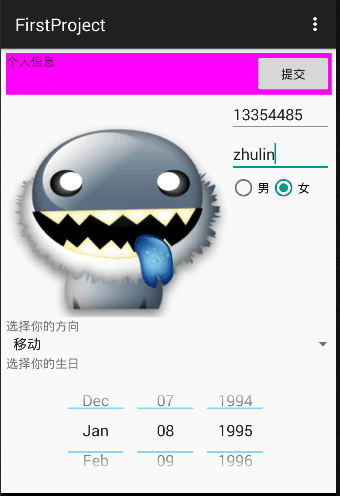 FirstProject
个人信息
提交
13354485
zhulin
男 女
选择你的方向
移动
选择你的生日
Dec 07 1994
Jan 08 1995
Feb 09 1996